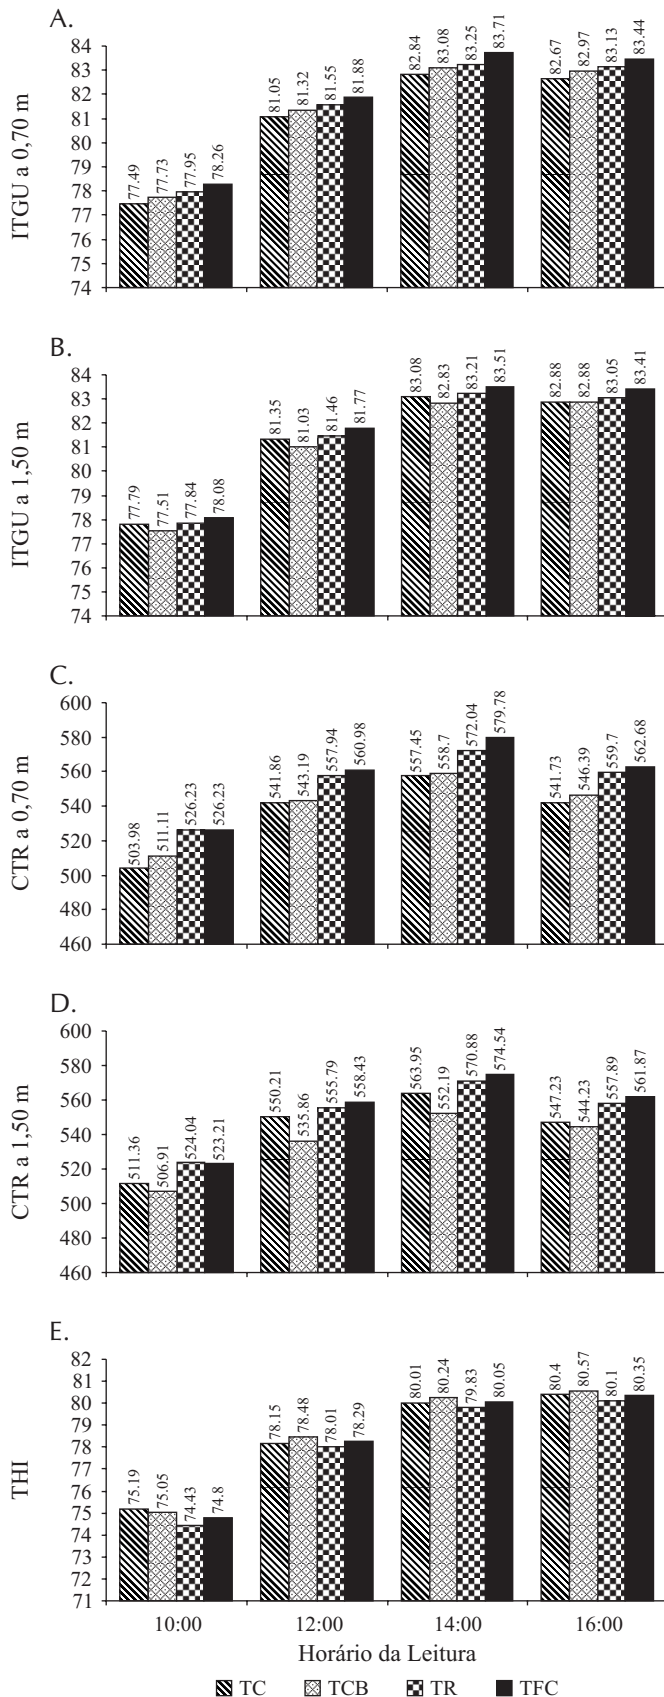 A.
ITGU a 0,70 m
84
83
82
81
80
79
78
77
76
75
74
77.49 77.73 77.95 78.26
81.05 81.32 81.55 81.88
82.84 83.08 83.25 83.71
82.67 82.97 83.13 83.44
B.
ITGU a 1,50 m
84
83
82
81
80
79
78
77
76
75
74
77.79 77.51 77.84 78.08
81.35 81.03 81.46 81.77
83.08 82.83 83.21 83.51
82.88 82.88 83.05 83.41
C.
CTR a 0,70 m
600
580
560
540
520
500
480
460
503.98 511.11 526.23 526.23
541.86 543.19 557.94 560.98
557.45 558.7 572.04 579.78
541.73 546.39 559.7 562.68
D.
CTR a 1,50 m
600
580
560
540
520
500
480
460
511.36 506.91 524.04 523.21
550.21 535.86 555.79 558.43
563.95 552.19 570.88 574.54
547.23 544.23 557.89 561.87
E.
THI
82
81
80
79
78
77
76
75
74
73
72
71
75.19 75.05 74.43 74.8
78.15 78.48 78.01 78.29
80.01 80.24 79.83 80.05
80.4 80.57 80.1 80.35
10:00 12:00 14:00 16:00
Horário da Leitura
TC TCB TR TFC